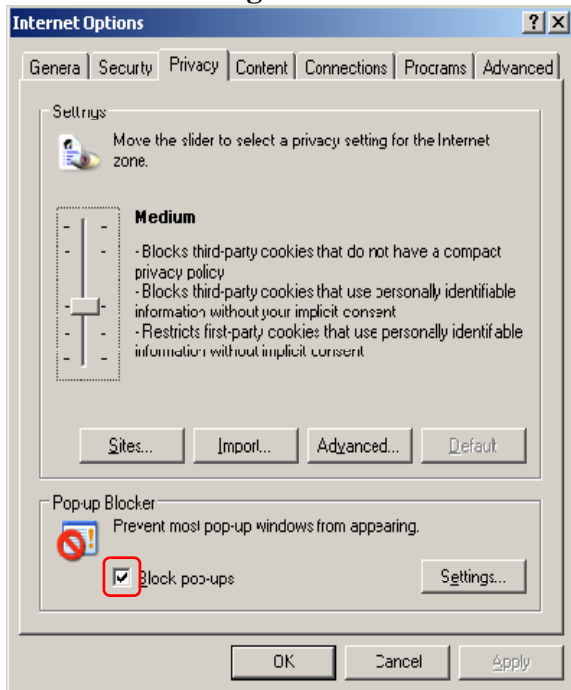 Internet Options
Genera Securty Privacy Content Connections Programs Advanced
Settings
Move the slider to select a privacy setting for the Internet
zone.
Medium
- Blocks third-party cookies that do not have a compact
privacy policy
- Blocks third-party cookies that use personally identifiable
information without your implicit consent
- Restricts first-party cookies that use personally identifiable
information without implicit consent
Sites... Import... Advanced... Default
Pop-up Blocker
Prevent most pop-up windows from appearing.
Block pop-ups Settings...
OK Cancel Apply